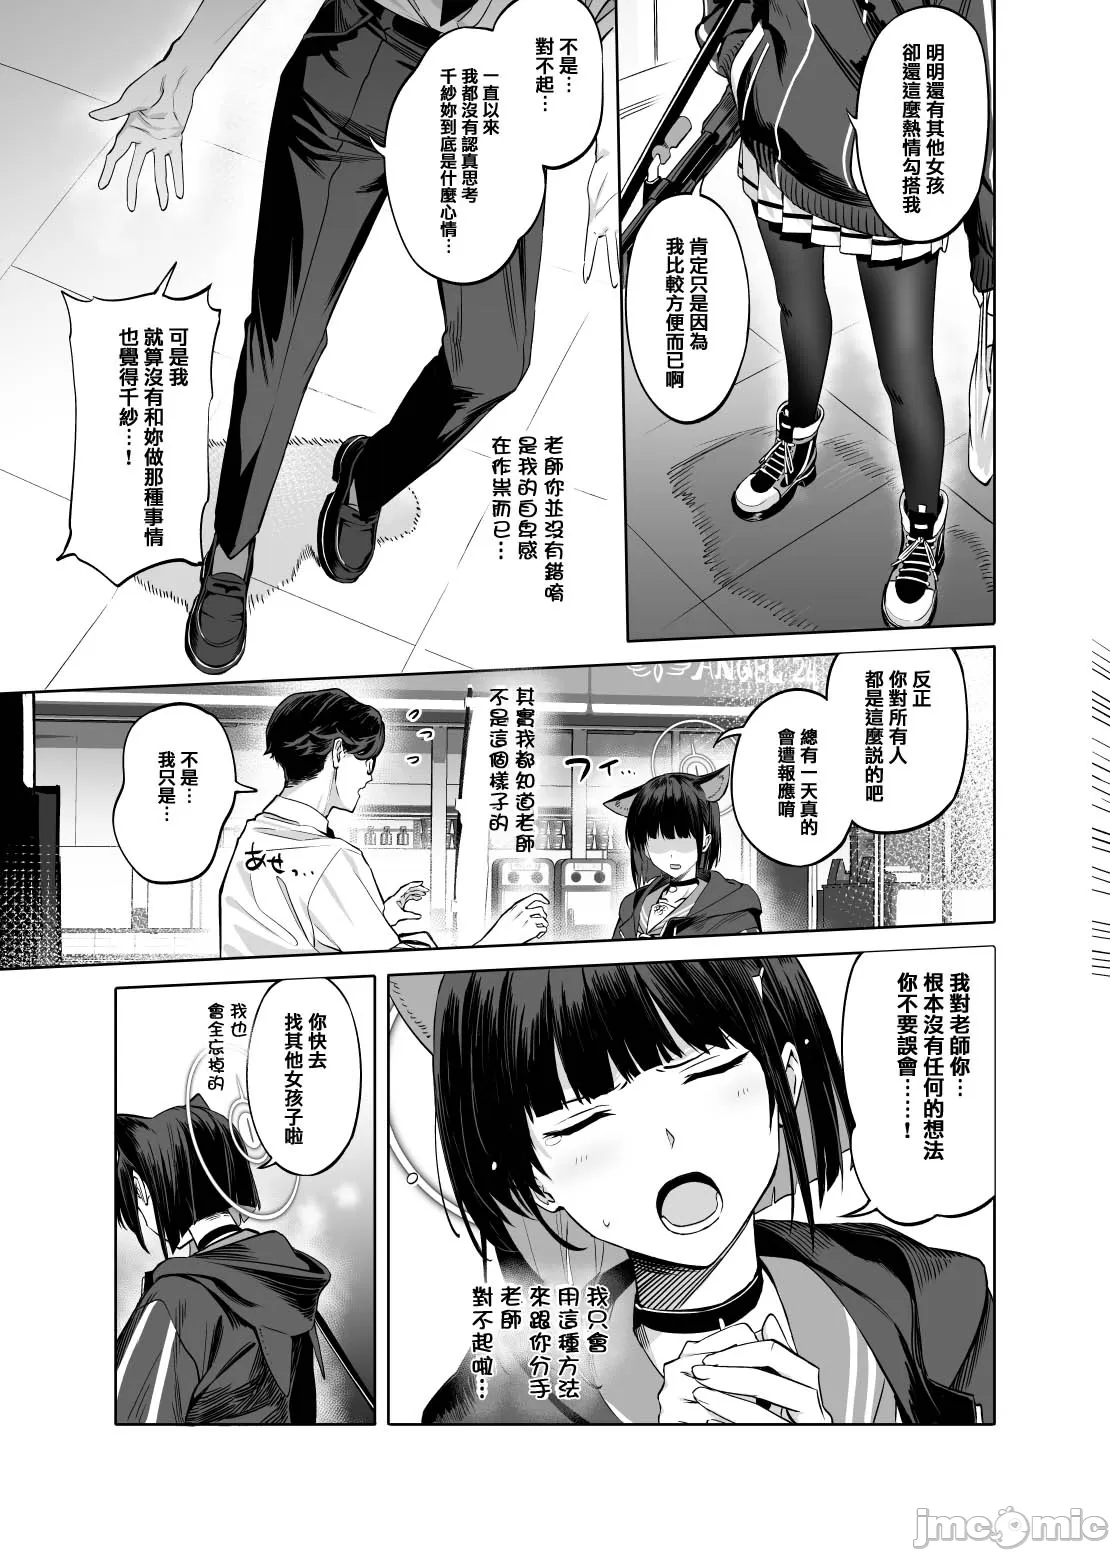 明明還有其他女孩
卻還這麼熱情勾搭我
肯定只是因為
我比較方便而已啊
不是…
對不起…
一直以來
我都沒有認真思考
千紗妳到底是什麼心情…
可是我
就算沒有和妳做那種事情
也覺得千紗…！
老師你並沒有錯唷
是我的自卑感
在作祟而已…
ANGEL 24
反正
你對所有人
都是這麼説的吧
總有一天真的
會遭報應唷
フィ…
其實我都知道老師
不是這個樣子的
あせっ…
不是…
我只是…
我對老師你…
根本沒有任何的想法
你不要誤會……！
我只會
用這種方法
來跟你分手
老師
對不起啦…
你快去
找其他女孩子啦
我也
會全忘掉的
jmcomic